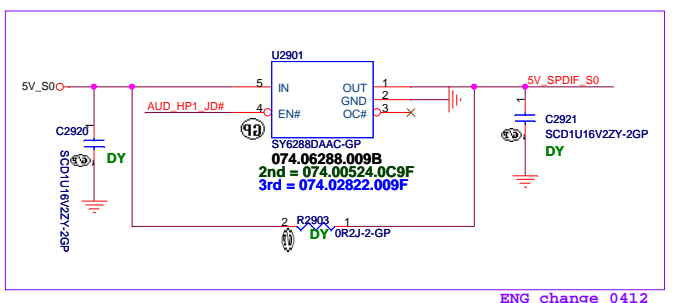 U2901
5V_S0
5 IN OUT 1
GND 2
AUD_HP1_JD# 4 EN# OC# 3
5V_SPDIF_S0
SY6288DAAC-GP
074.06288.009B
2nd = 074.00524.0C9F
3rd = 074.02822.009F
C2920
1
DY
SCD1U16V2ZY-2GP
1
C2921
SCD1U16V2ZY-2GP
DY
2 R2903 1
DY 0R2J-2-GP
ENG change 0412